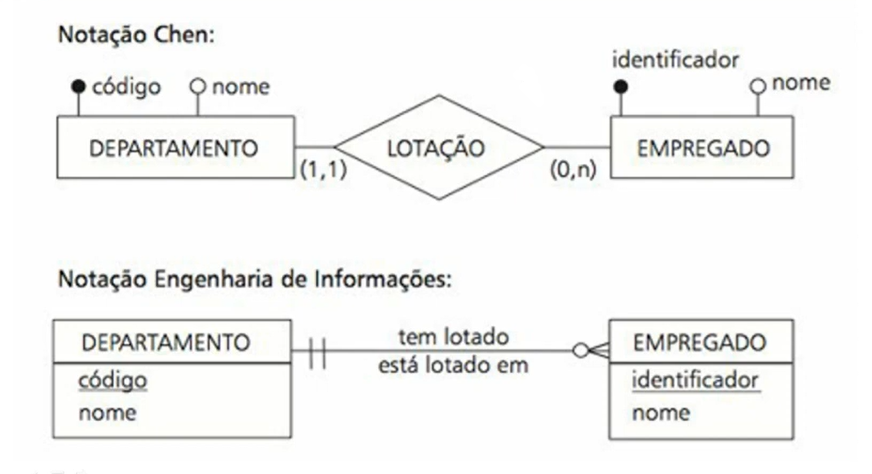 Notação Chen:
identificador
código nome
nome
DEPARTAMENTO LOTAÇÃO EMPREGADO
(1,1) (0,n)
Notação Engenharia de Informações:
DEPARTAMENTO tem lotado EMPREGADO
está lotado em
código identificador
nome nome